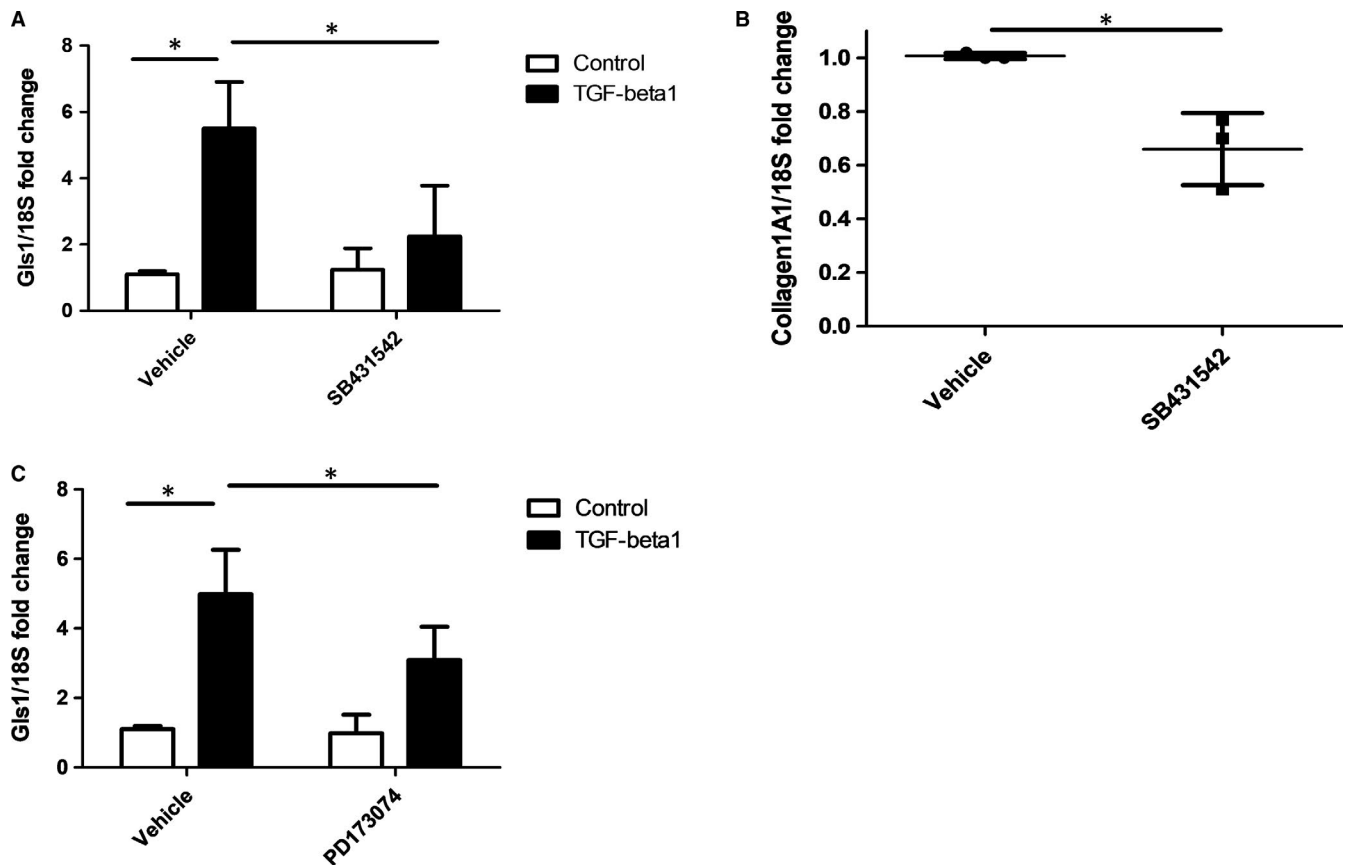 A
*
*
8
6
4
2
0
Gls1/18S fold change
Control
TGF-beta1
Vehicle
SB431542
B
*
1.0
0.8
0.6
0.4
0.2
0.0
Collagen1A1/18S fold change
Vehicle
SB431542
C
*
*
8
6
4
2
0
Gls1/18S fold change
Control
TGF-beta1
Vehicle
PD173074